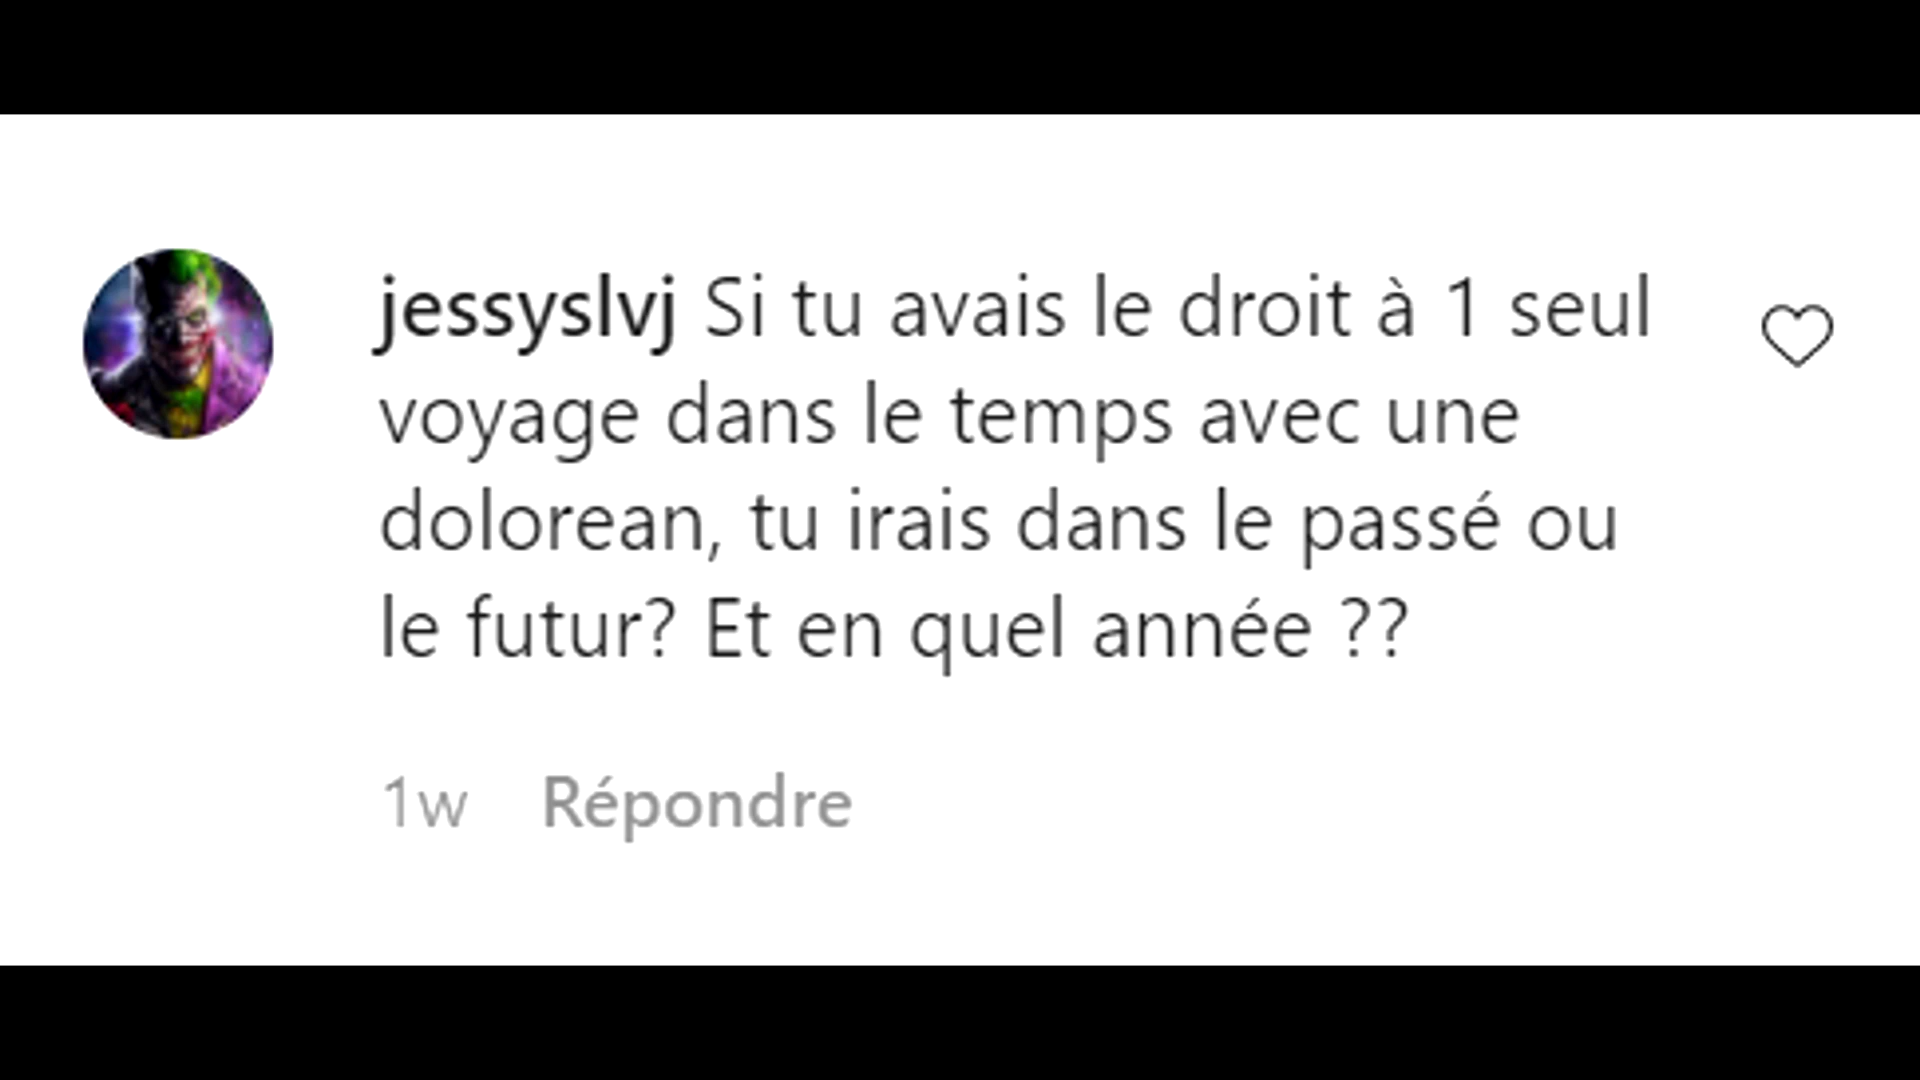 jessyslvj Si tu avais le droit à 1 seul
voyage dans le temps avec une
dolorean, tu irais dans le passé ou
le futur? Et en quel année ??
1w Répondre